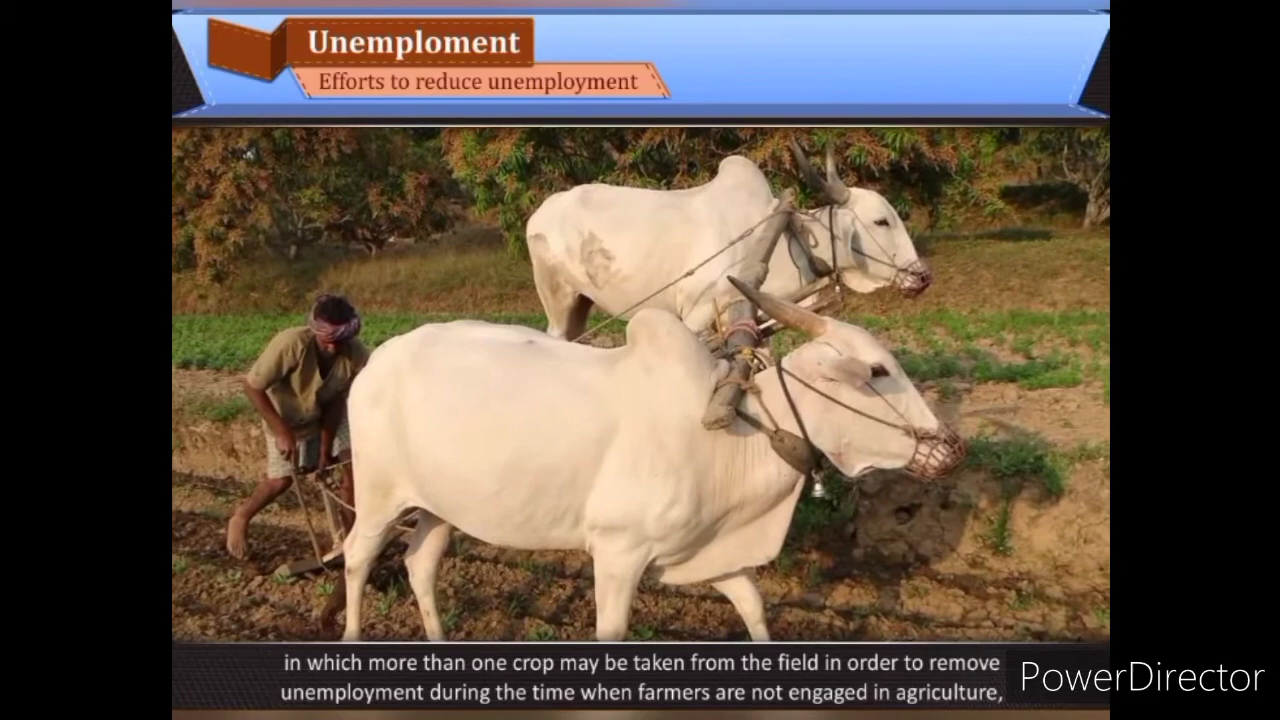 Unemploment
Efforts to reduce unemployment
in which more than one crop may be taken from the field in order to remove
unemployment during the time when farmers are not engaged in agriculture,
PowerDirector